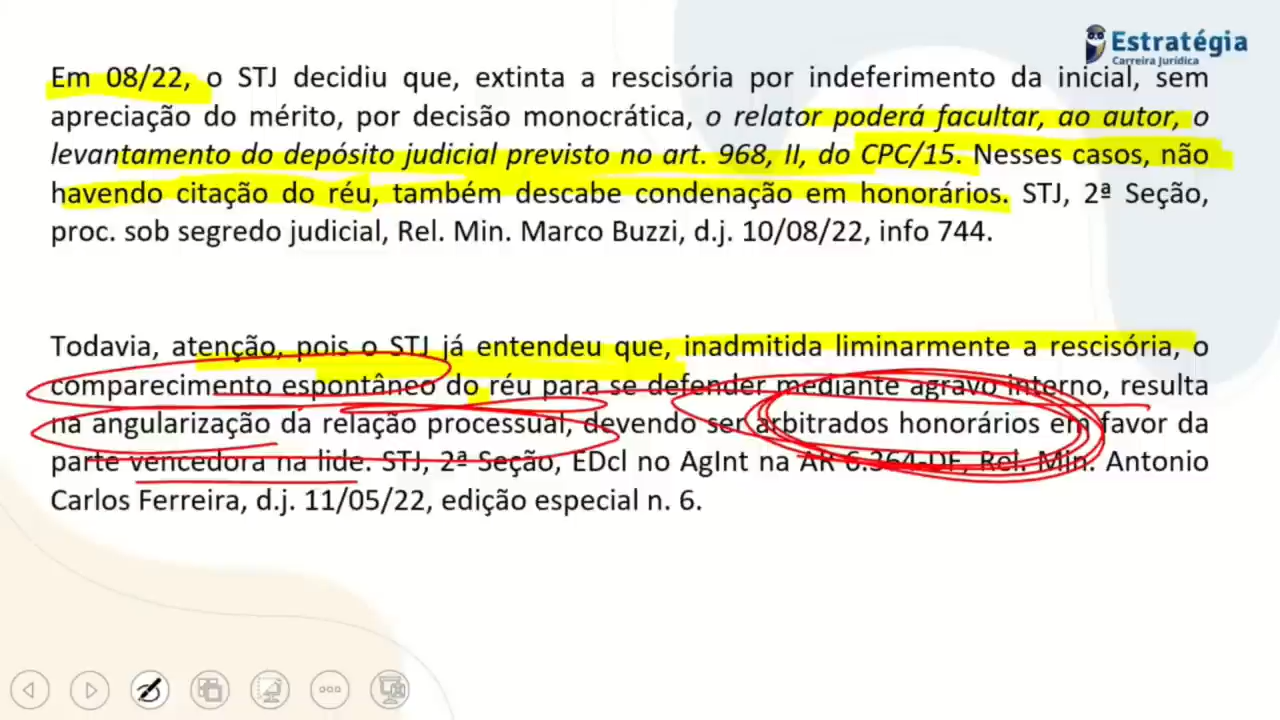 Estratégia
Carreira Jurídica
Em 08/22, o STJ decidiu que, extinta a rescisória por indeferimento da inicial, sem
apreciação do mérito, por decisão monocrática, o relator poderá facultar, ao autor, o
levantamento do depósito judicial previsto no art. 968, II, do CPC/15. Nesses casos, não
havendo citação do réu, também descabe condenação em honorários. STJ, 2ª Seção,
proc. sob segredo judicial, Rel. Min. Marco Buzzi, d.j. 10/08/22, info 744.
Todavia, atenção, pois o STJ já entendeu que, inadmitida liminarmente a rescisória, o
comparecimento espontâneo do réu para se defender mediante agravo interno, resulta
na angularização da relação processual, devendo ser arbitrados honorários em favor da
parte vencedora na lide. STJ, 2ª Seção, EDcl no AgInt na AR 6.364-DF, Rel. Min. Antonio
Carlos Ferreira, d.j. 11/05/22, edição especial n. 6.